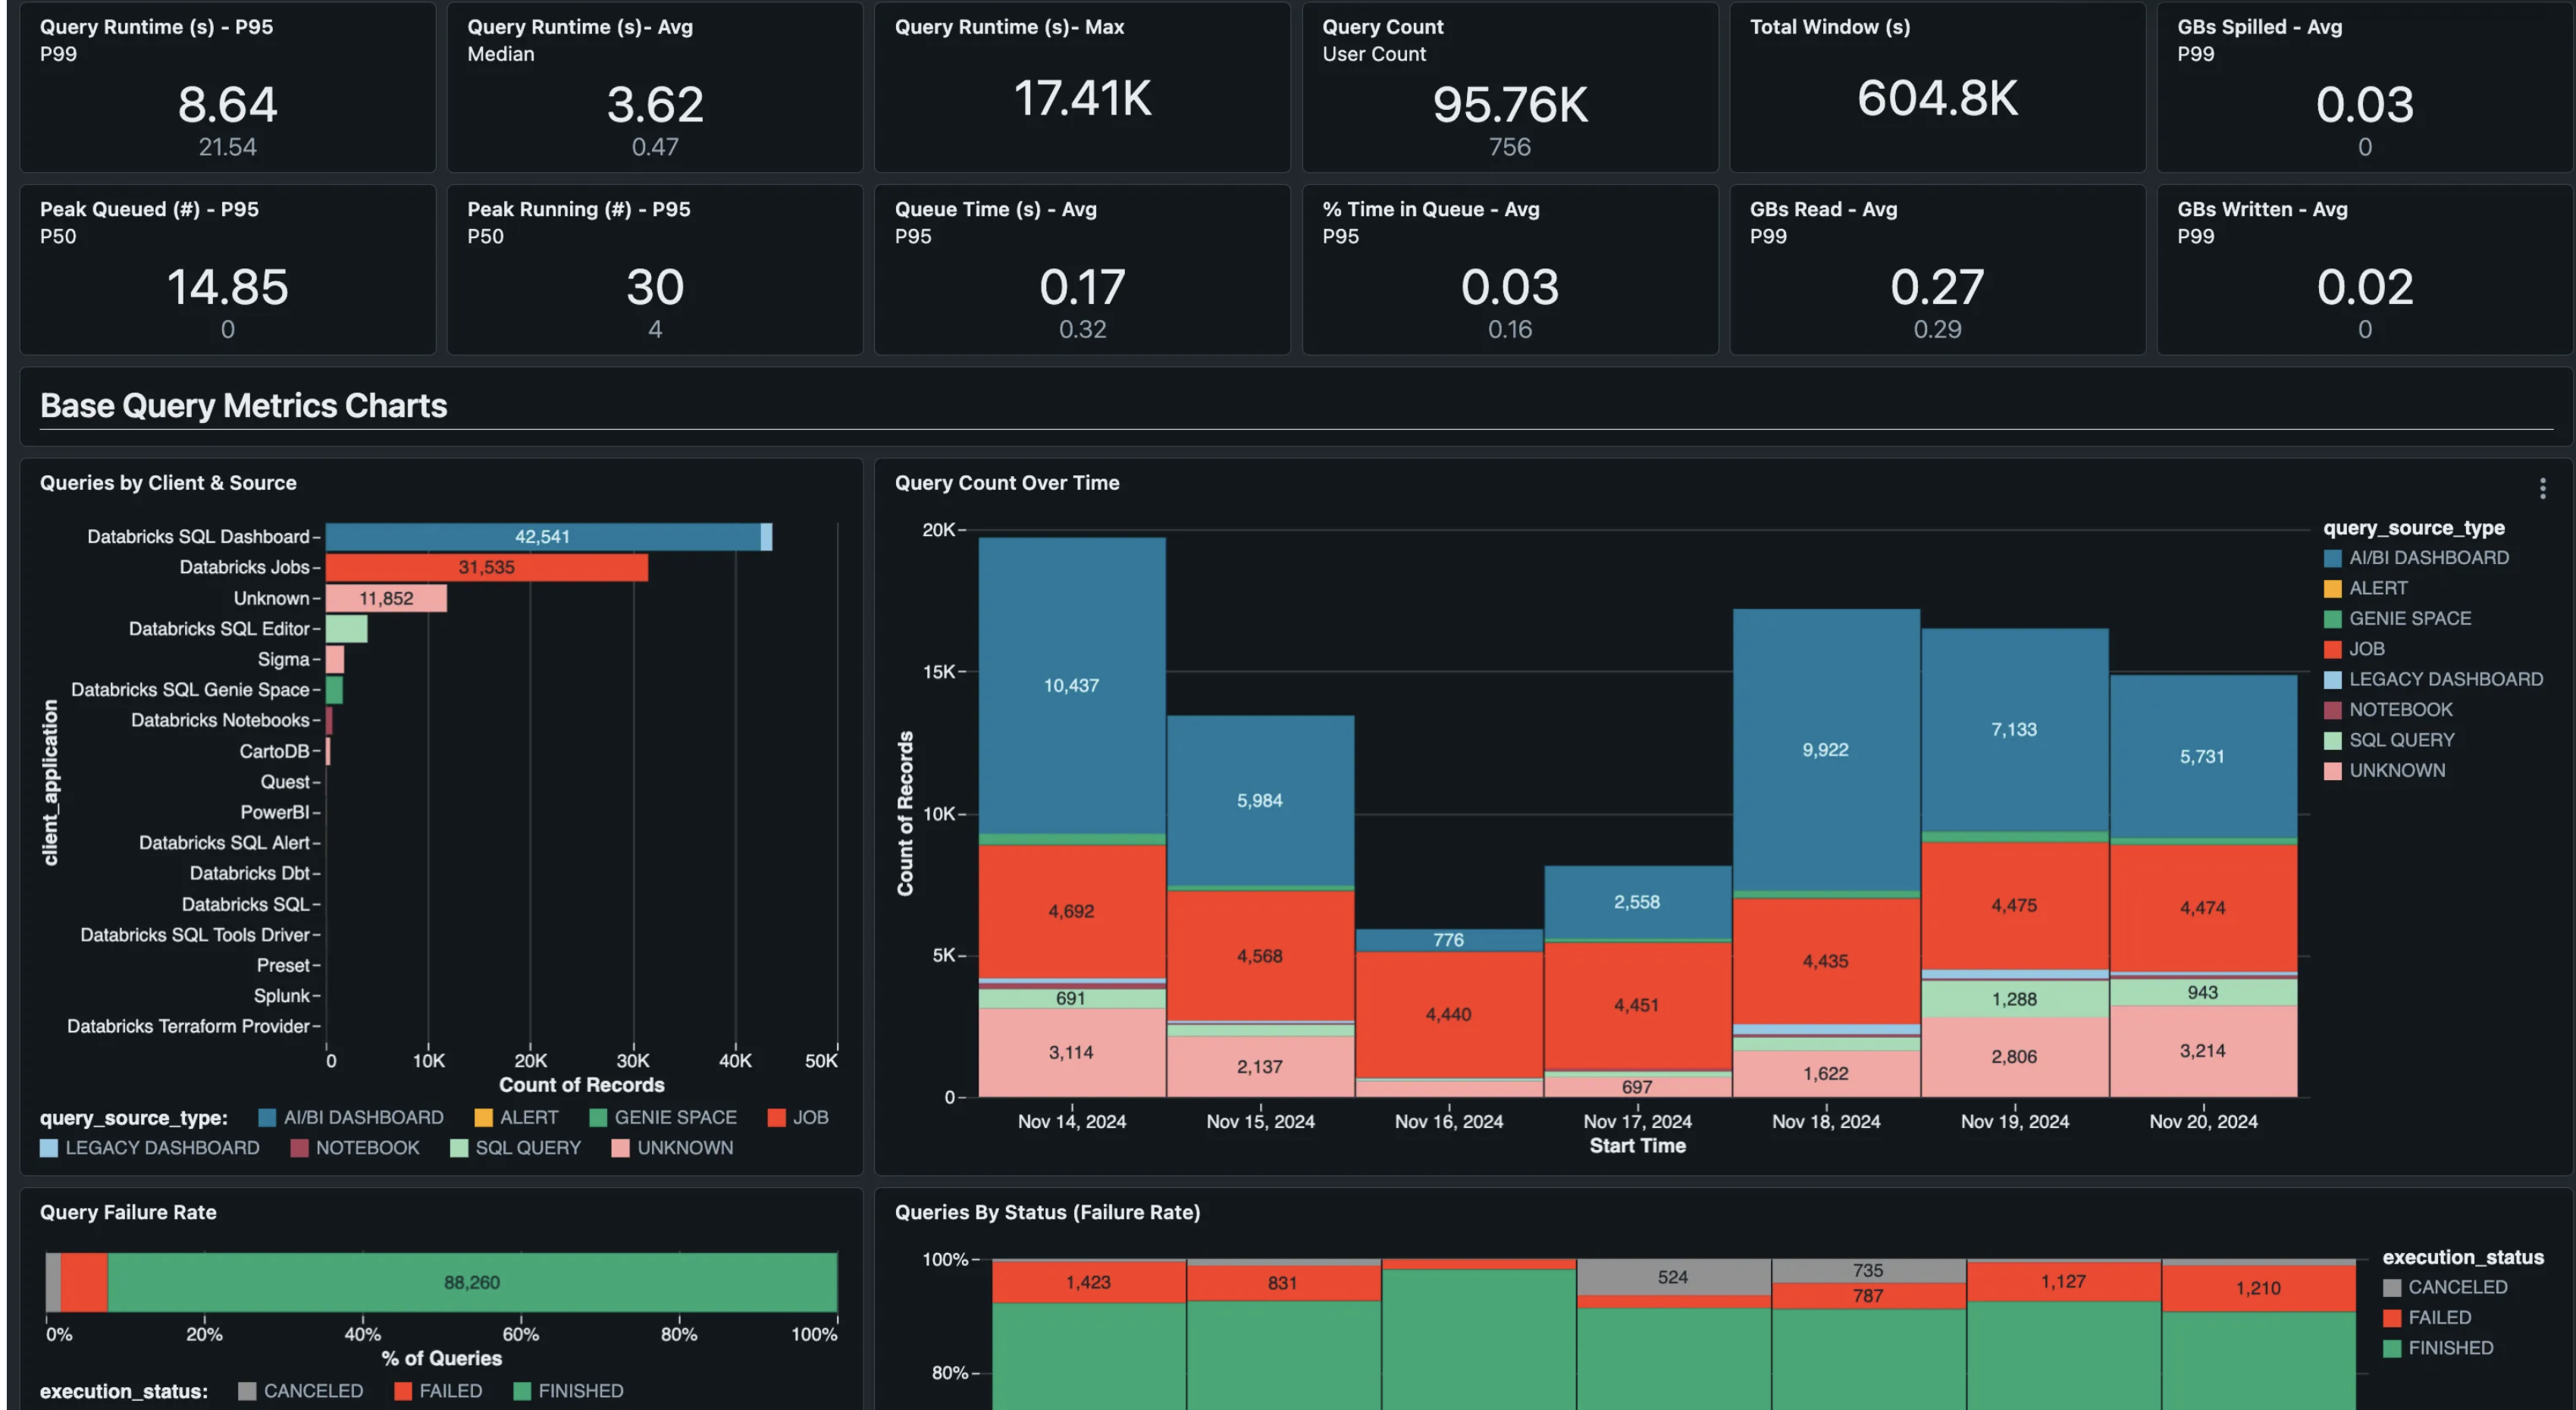 Query Runtime (s) - P95
P99
8.64
21.54
Query Runtime (s)- Avg
Median
3.62
0.47
Query Runtime (s)- Max
17.41K
Query Count
User Count
95.76K
756
Total Window (s)
604.8K
GBs Spilled - Avg
P99
0.03
0
Peak Queued (#) - P95
P50
14.85
0
Peak Running (#) - P95
P50
30
4
Queue Time (s) - Avg
P95
0.17
0.32
% Time in Queue - Avg
P95
0.03
0.16
GBs Read - Avg
P99
0.27
0.29
GBs Written - Avg
P99
0.02
0
Base Query Metrics Charts
Queries by Client & Source
client_application
Databricks SQL Dashboard
42,541
Databricks Jobs
31,535
Unknown
11,852
Databricks SQL Editor
Sigma
Databricks SQL Genie Space
Databricks Notebooks
CartoDB
Quest
PowerBI
Databricks SQL Alert
Databricks Dbt
Databricks SQL
Databricks SQL Tools Driver
Preset
Splunk
Databricks Terraform Provider
0 10K 20K 30K 40K 50K
Count of Records
query_source_type: AI/BI DASHBOARD ALERT GENIE SPACE JOB
LEGACY DASHBOARD NOTEBOOK SQL QUERY UNKNOWN
Query Count Over Time
Count of Records
20K
15K
10K
5K
0
10,437
4,692
691
3,114
5,984
4,568
2,137
776
4,440
2,558
4,451
697
9,922
4,435
1,622
7,133
4,475
1,288
2,806
5,731
4,474
943
3,214
Nov 14, 2024 Nov 15, 2024 Nov 16, 2024 Nov 17, 2024 Nov 18, 2024 Nov 19, 2024 Nov 20, 2024
Start Time
query_source_type
AI/BI DASHBOARD
ALERT
GENIE SPACE
JOB
LEGACY DASHBOARD
NOTEBOOK
SQL QUERY
UNKNOWN
Query Failure Rate
88,260
0% 20% 40% 60% 80% 100%
% of Queries
execution_status: CANCELED FAILED FINISHED
Queries By Status (Failure Rate)
100%
80%
1,423
831
524
735
787
1,127
1,210
execution_status
CANCELED
FAILED
FINISHED